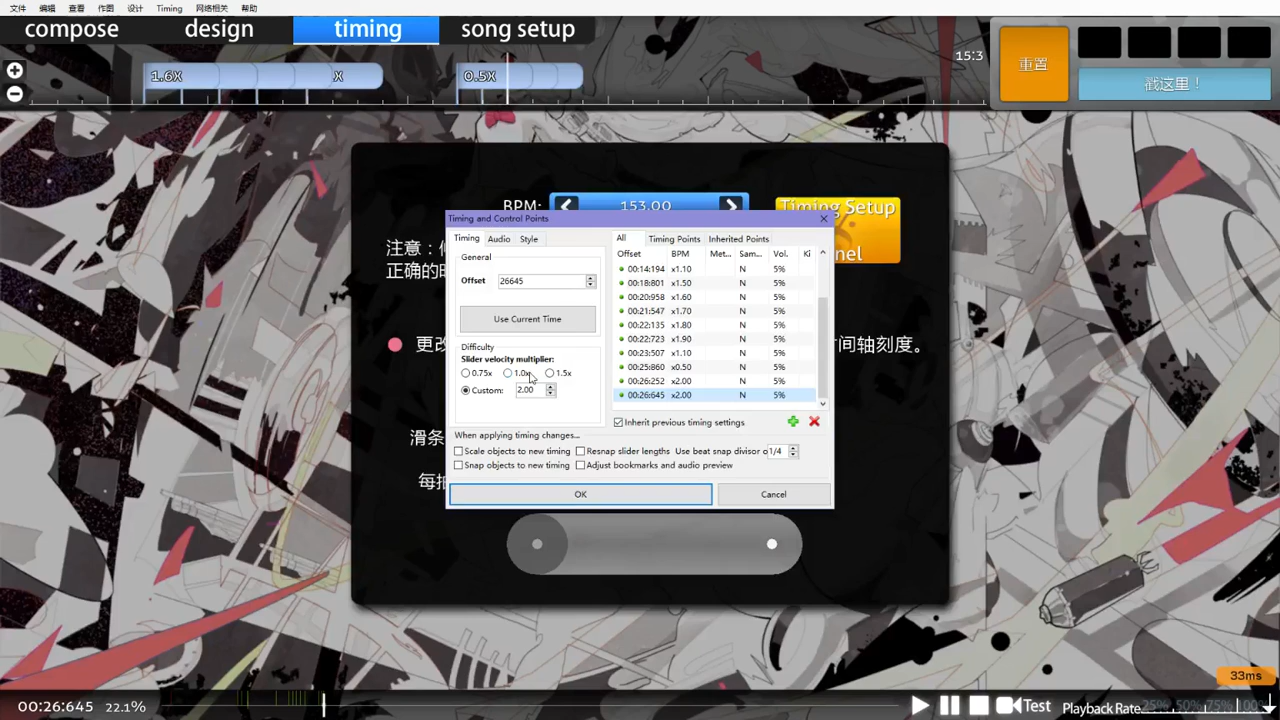 文件 编辑 查看 作图 设计 Timing 网络相关 帮助
compose design timing song setup
1.6X X 0.5X
15:3
重置
戳这里！
BPM: 153.00
Timing Setup
nel
注意：
正确的
更改
间轴刻度。
滑条
每拍
Timing and Control Points
Timing Audio Style
General
Offset 26645
Use Current Time
Difficulty
Slider velocity multiplier:
0.75x 1.0x 1.5x
Custom: 2.00
All Timing Points Inherited Points
Offset BPM Met... Sam... Vol. Ki
00:14:194 x1.10 N 5%
00:18:801 x1.50 N 5%
00:20:958 x1.60 N 5%
00:21:547 x1.70 N 5%
00:22:135 x1.80 N 5%
00:22:723 x1.90 N 5%
00:23:507 x1.10 N 5%
00:25:860 x0.50 N 5%
00:26:252 x2.00 N 5%
00:26:645 x2.00 N 5%
Inherit previous timing settings
When applying timing changes...
Scale objects to new timing Resnap slider lengths Use beat snap divisor o 1/4
Snap objects to new timing Adjust bookmarks and audio preview
OK Cancel
33ms
00:26:645 22.1%
Test Playback Rate 25% 50% 75% 100%